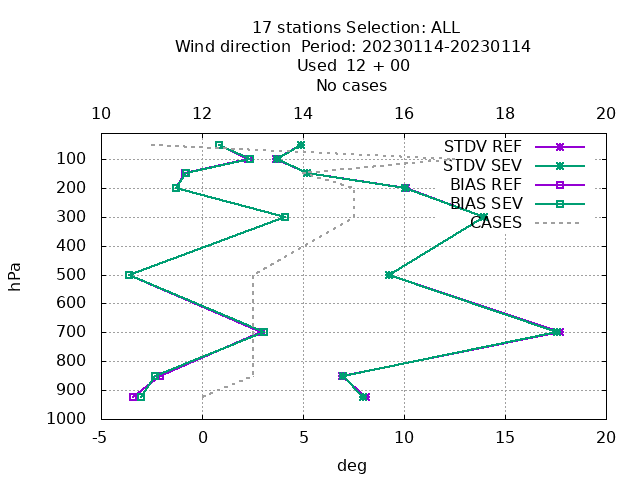 17 stations Selection: ALL
Wind direction  Period: 20230114-20230114
Used  12 + 00
No cases
10 12 14 16 18 20
STDV REF
STDV SEV
BIAS REF
BIAS SEV
CASES
hPa
100
200
300
400
500
600
700
800
900
1000
-5 0 5 10 15 20
deg